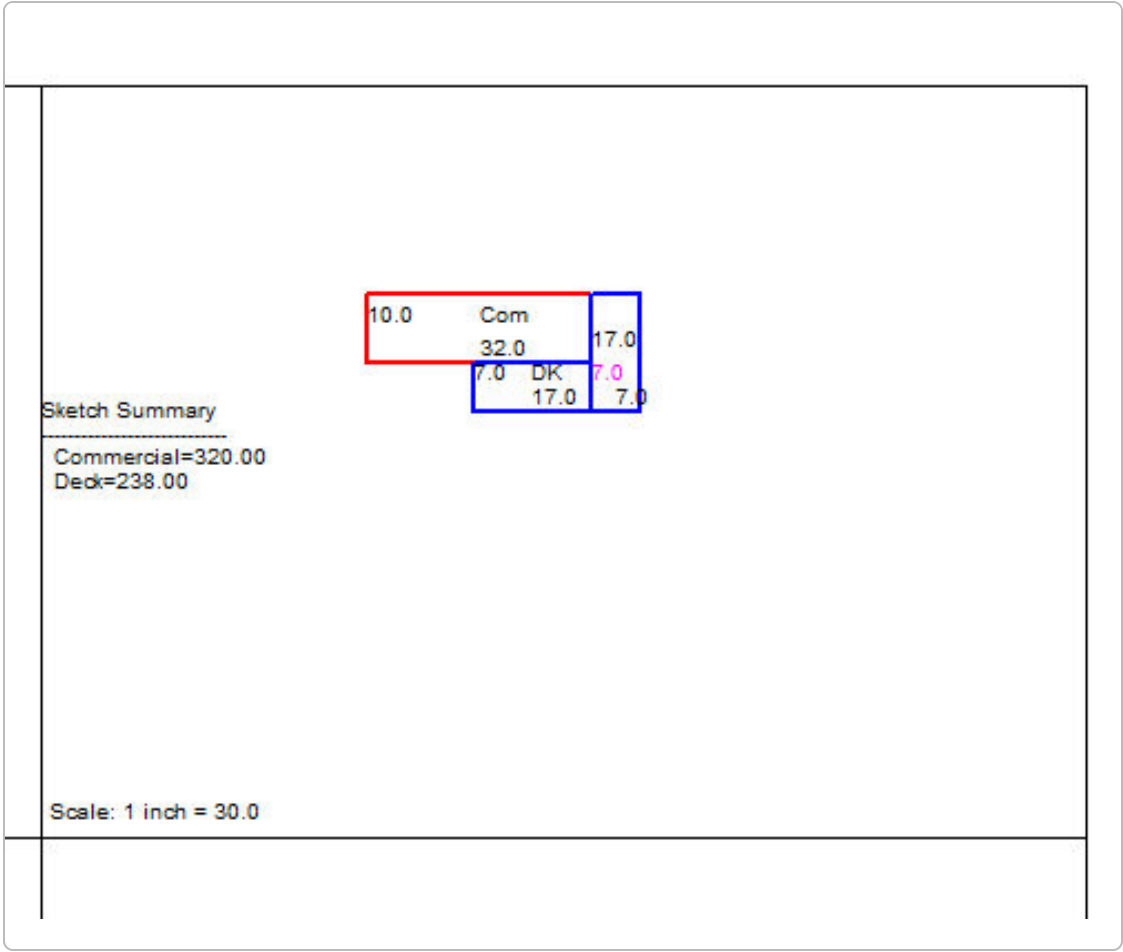 10.0 Com
32.0
17.0
7.0 DK 7.0
17.0 7.0
Sketch Summary
----------------------------
Commercial=320.00
Deck=238.00
Scale: 1 inch = 30.0